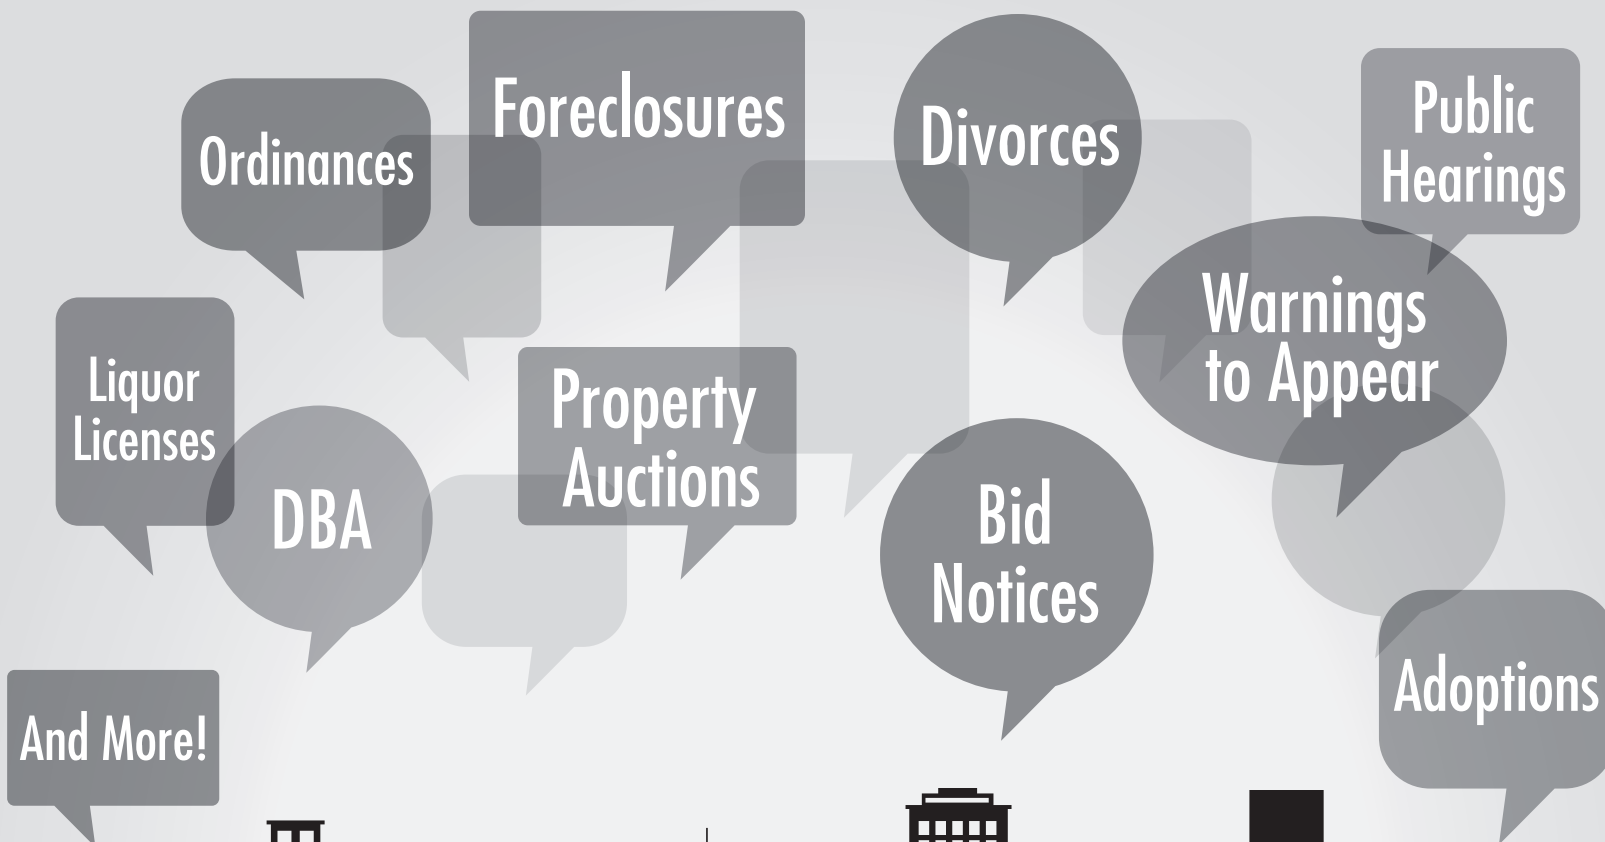 Ordinances
Foreclosures
Divorces
Public
Hearings
Warnings
to Appear
Liquor
Licenses
DBA
Property
Auctions
Bid
Notices
Adoptions
And More!